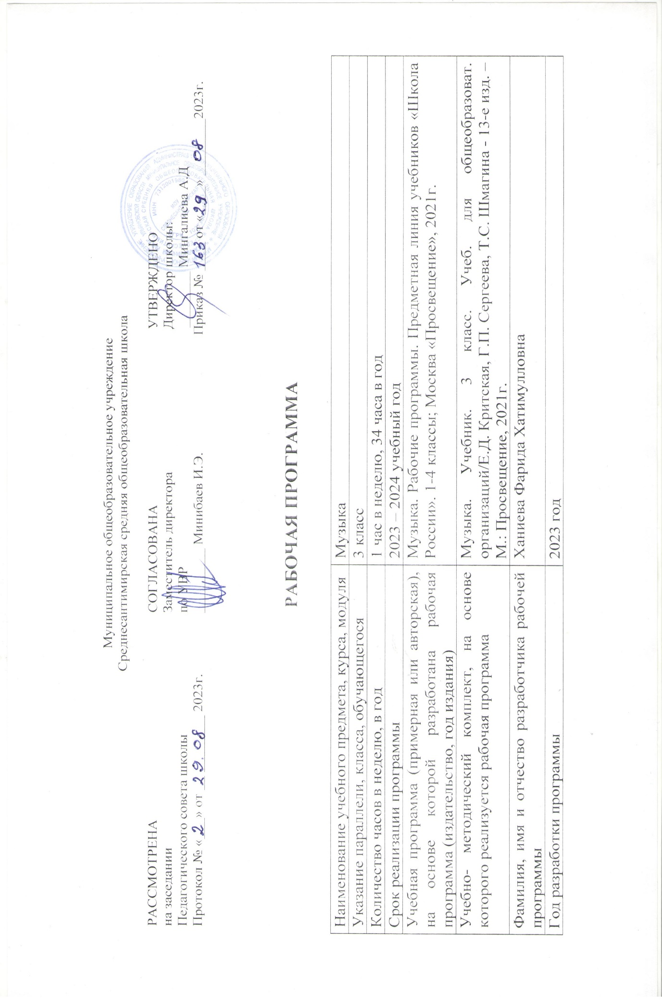 Муниципальное общеобразовательное учреждение
Среднесантимирская средняя общеобразовательная школа
РАССМОТРЕНА
на заседании
Педагогического совета школы
Протокол № « 2 » от 29.08 2023г.
СОГЛАСОВАНА
Заместитель директора
по УВР
Минибаев И.Э.
УТВЕРЖДЕНО
Директор школы:
Мингалиева А.Д
Приказ № 163 от «29» 08 2023г.
ИНН 7312001980
РАБОЧАЯ ПРОГРАММА
Наименование учебного предмета, курса, модуля
Музыка
Указание параллели, класса, обучающегося
3 класс
Количество часов в неделю, в год
1 час в неделю, 34 часа в год
Срок реализации программы
2023 – 2024 учебный год
Учебная программа (примерная или авторская),
на основе которой разработана рабочая
программа (издательство, год издания)
Музыка. Рабочие программы. Предметная линия учебников «Школа
России». 1-4 классы; Москва «Просвещение», 2021г.
Учебно- методический комплект, на основе
которого реализуется рабочая программа
Музыка. Учебник. 3 класс. Учеб. для общеобразоват.
организаций/Е.Д. Критская, Г.П. Сергеева, Т.С. Шмагина - 13-е изд. –
М.: Просвещение, 2021г.
Фамилия, имя и отчество разработчика рабочей
программы
Ханиева Фарида Хатимулловна
Год разработки программы
2023 год